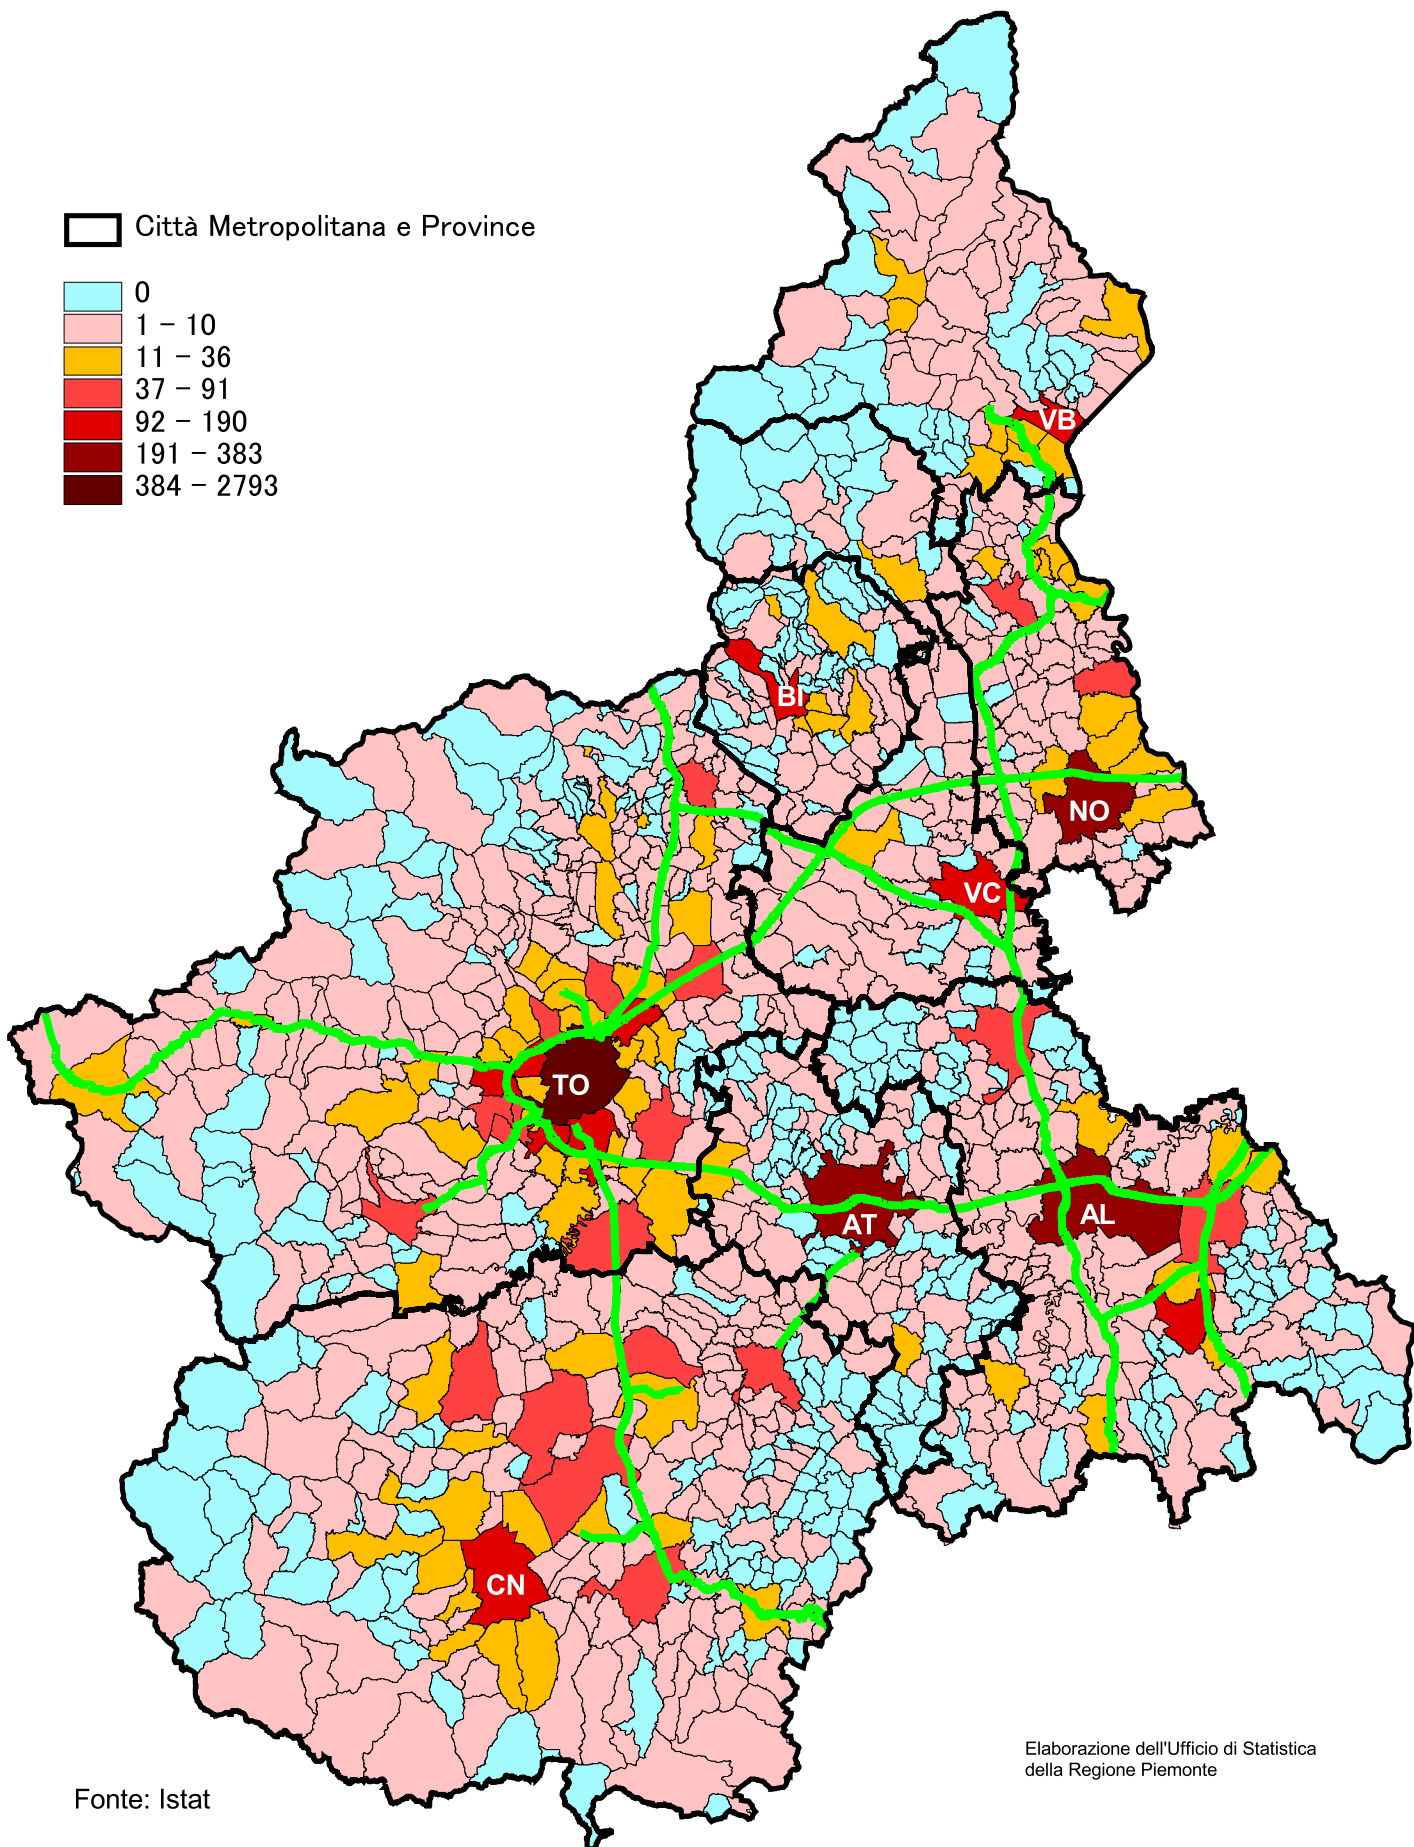 Città Metropolitana e Province
0
1 - 10
11 - 36
37 - 91
92 - 190
191 - 383
384 - 2793
VB
BI
NO
VC
TO
AT
AL
CN
Elaborazione dell'Ufficio di Statistica
della Regione Piemonte
Fonte: Istat